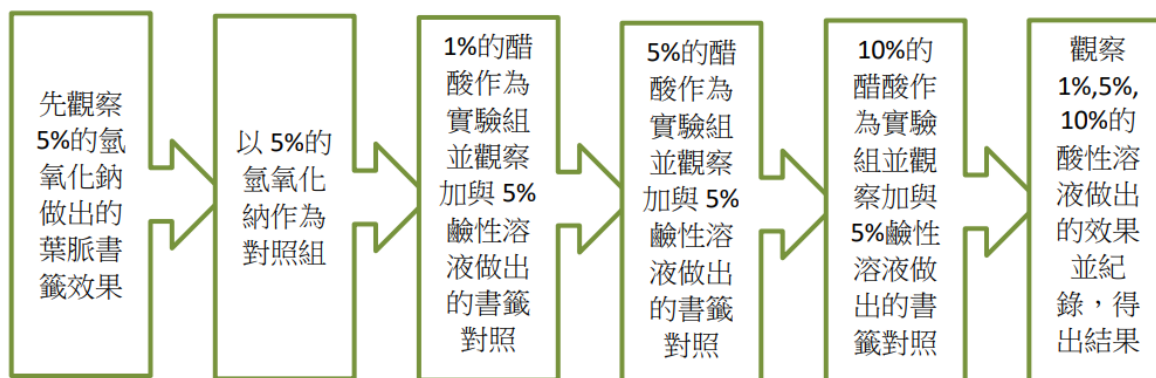 先觀察
5%的氫
氧化鈉
做出的
葉脈書
籤效果
以 5%的
氫氧化
納作為
對照組
1%的醋
酸作為
實驗組
並觀察
加與 5%
鹼性溶
液做出
的書籤
對照
5%的醋
酸作為
實驗組
並觀察
加與 5%
鹼性溶
液做出
的書籤
對照
10%的
醋酸作
為實驗
組並觀
察加與
5%鹼性
溶液做
出的書
籤對照
觀察
1%,5%,
10%的
酸性溶
液做出
的效果
並紀
錄，得
出結果